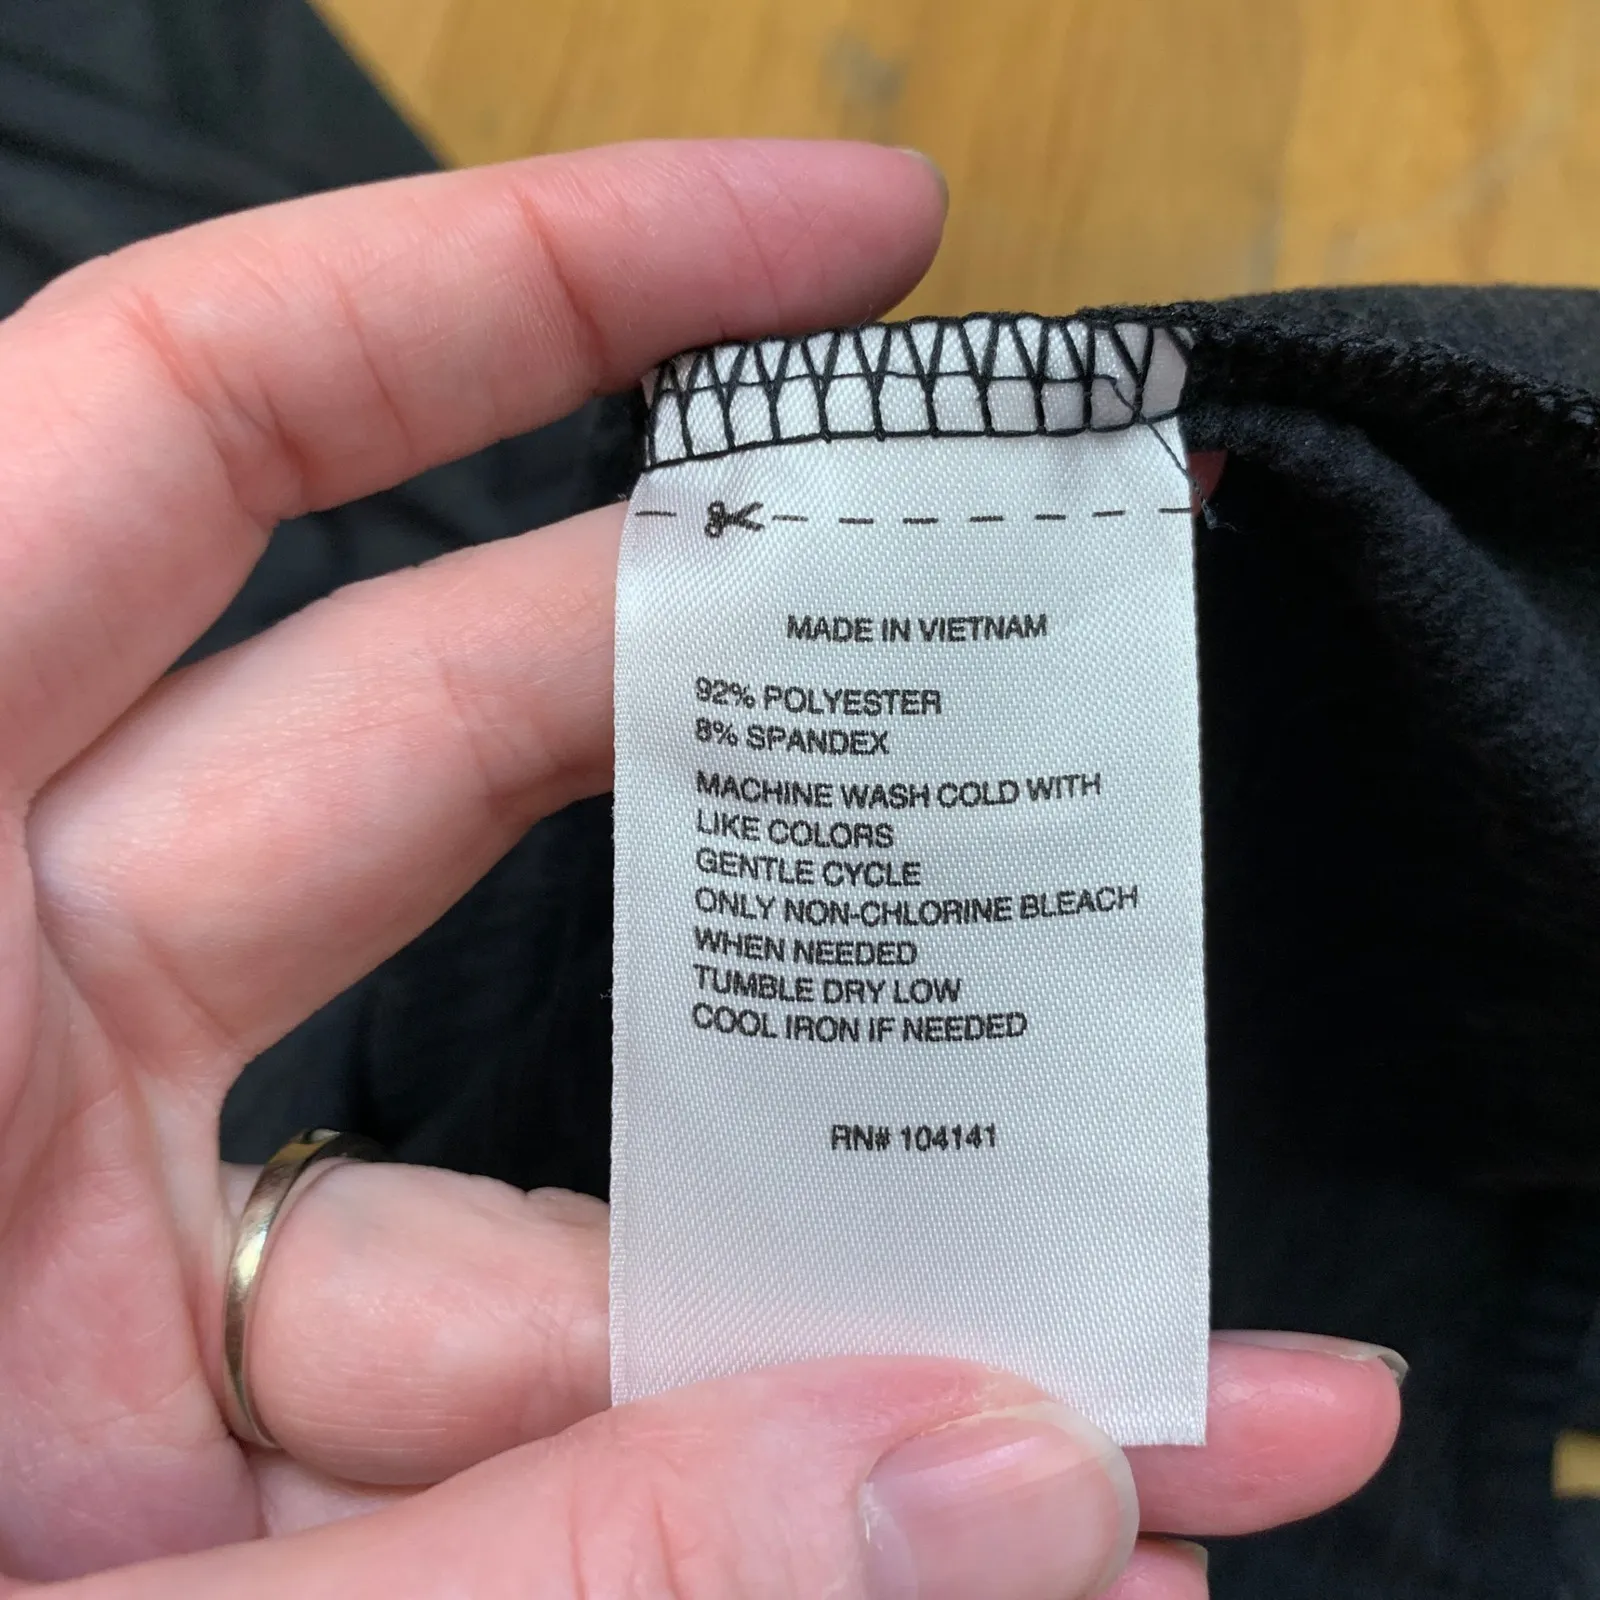 MADE IN VIETNAM
92% POLYESTER
8% SPANDEX
MACHINE WASH COLD WITH
LIKE COLORS
GENTLE CYCLE
ONLY NON-CHLORINE BLEACH
WHEN NEEDED
TUMBLE DRY LOW
COOL IRON IF NEEDED
RN# 104141